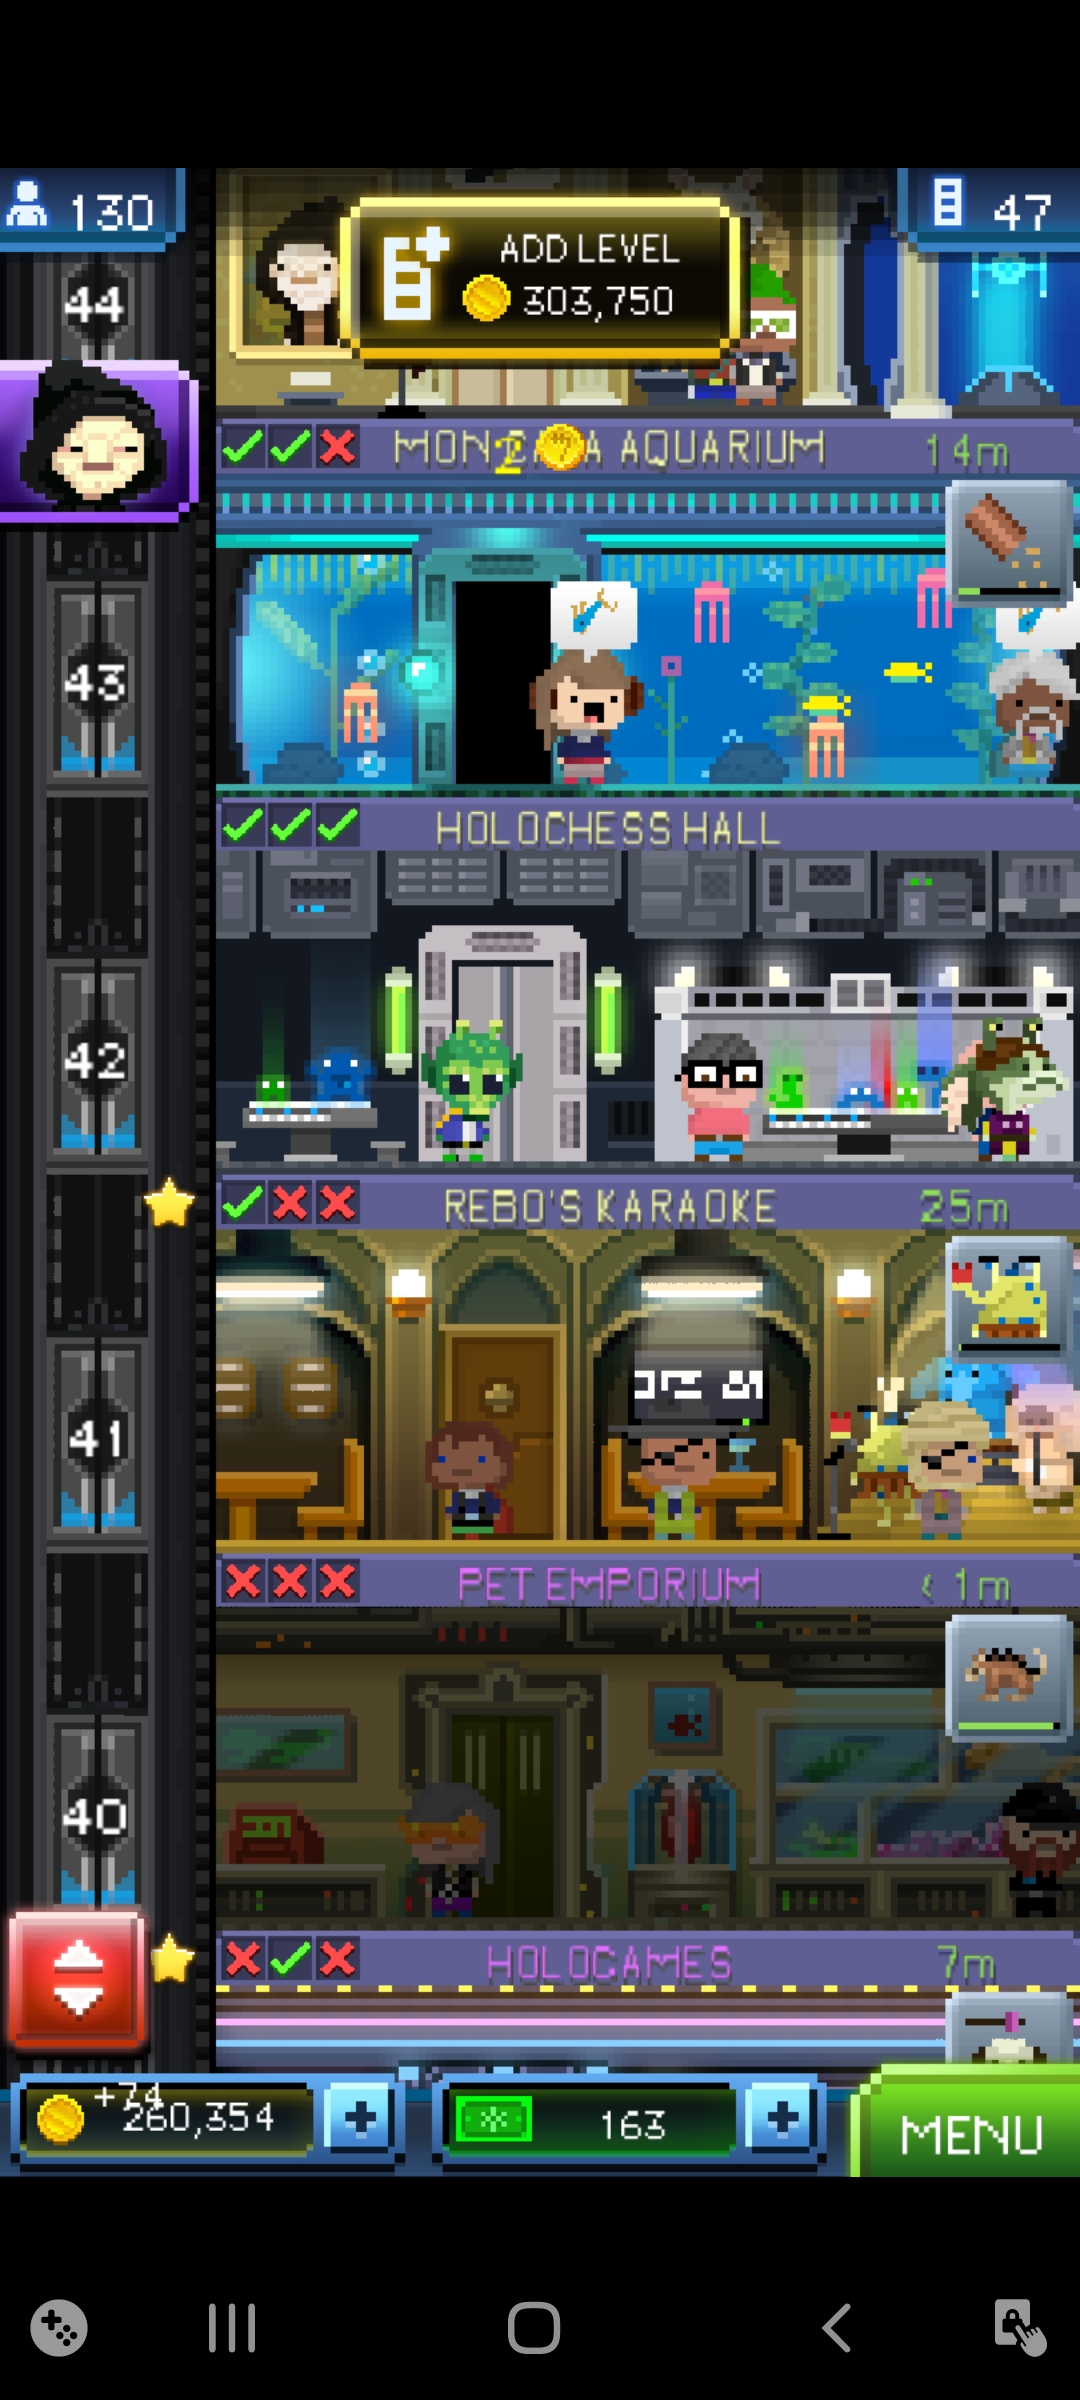 130
ADD LEVEL
303,750
47
44
2
AQUARIUM
14m
43
HOLOCHESS HALL
42
REBO'S KARAOKE
25m
41
PET EMPORIUM
< 1m
40
HOLOGAMES
7m
+74
260,354
163
MENU